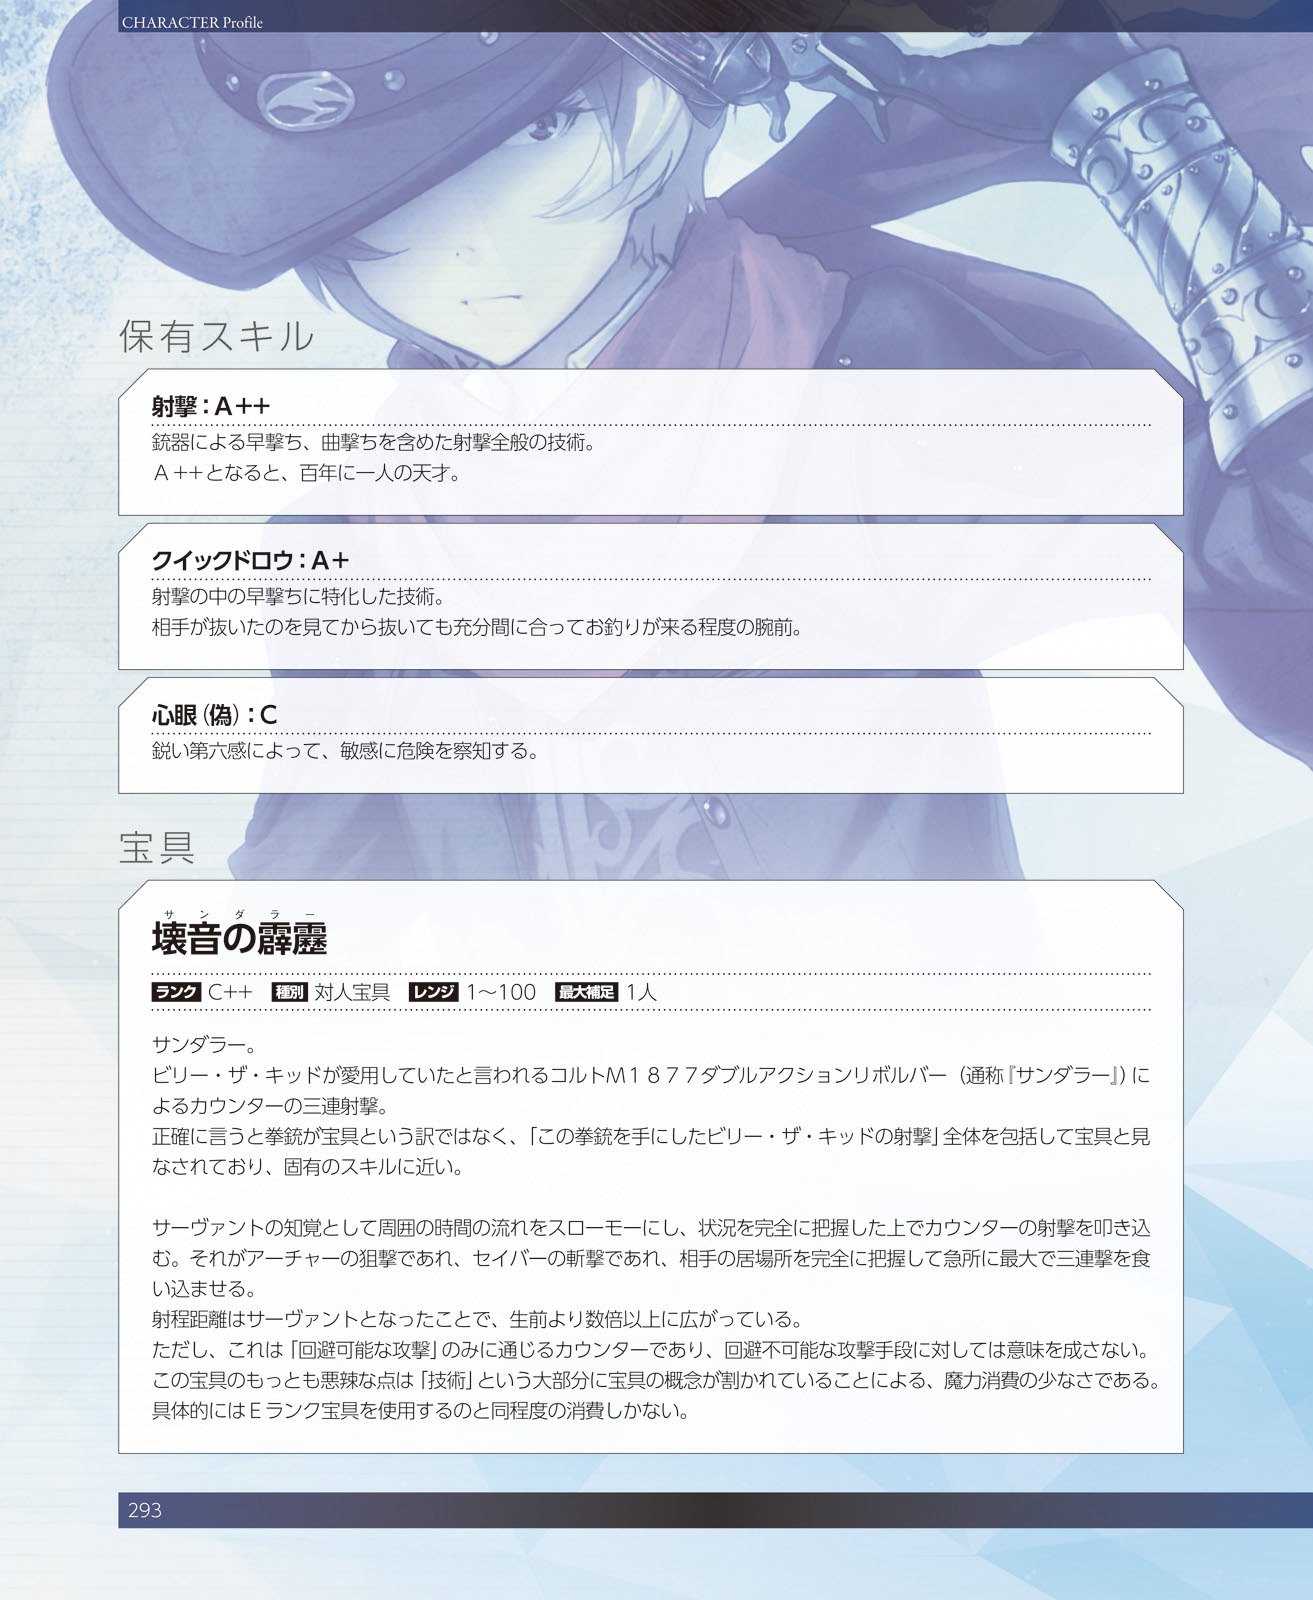 CHARACTER Profile
保有スキル
射撃：A++
銃器による早撃ち、曲撃ちを含めた射撃全般の技術。
A++となると、百年に一人の天才。
クイックドロウ：A+
射撃の中の早撃ちに特化した技術。
相手が抜いたのを見てから抜いても充分間に合ってお釣りが来る程度の腕前。
心眼（偽）：C
鋭い第六感によって、敏感に危険を察知する。
宝具
サンダラー
壊音の霹靂
ランク C++ 種別 対人宝具 レンジ 1～100 最大補足 1人
サンダラー。
ビリー・ザ・キッドが愛用していたと言われるコルトM１８７７ダブルアクションリボルバー（通称『サンダラー』）に
よるカウンターの三連射撃。
正確に言うと拳銃が宝具という訳ではなく、「この拳銃を手にしたビリー・ザ・キッドの射撃」全体を包括して宝具と見
なされており、固有のスキルに近い。
サーヴァントの知覚として周囲の時間の流れをスローモーにし、状況を完全に把握した上でカウンターの射撃を叩き込
む。それがアーチャーの狙撃であれ、セイバーの斬撃であれ、相手の居場所を完全に把握して急所に最大で三連撃を食
い込ませる。
射程距離はサーヴァントとなったことで、生前より数倍以上に広がっている。
ただし、これは「回避可能な攻撃」のみに通じるカウンターであり、回避不可能な攻撃手段に対しては意味を成さない。
この宝具のもっとも悪辣な点は「技術」という大部分に宝具の概念が割かれていることによる、魔力消費の少なさである。
具体的にはEランク宝具を使用するのと同程度の消費しかない。
293